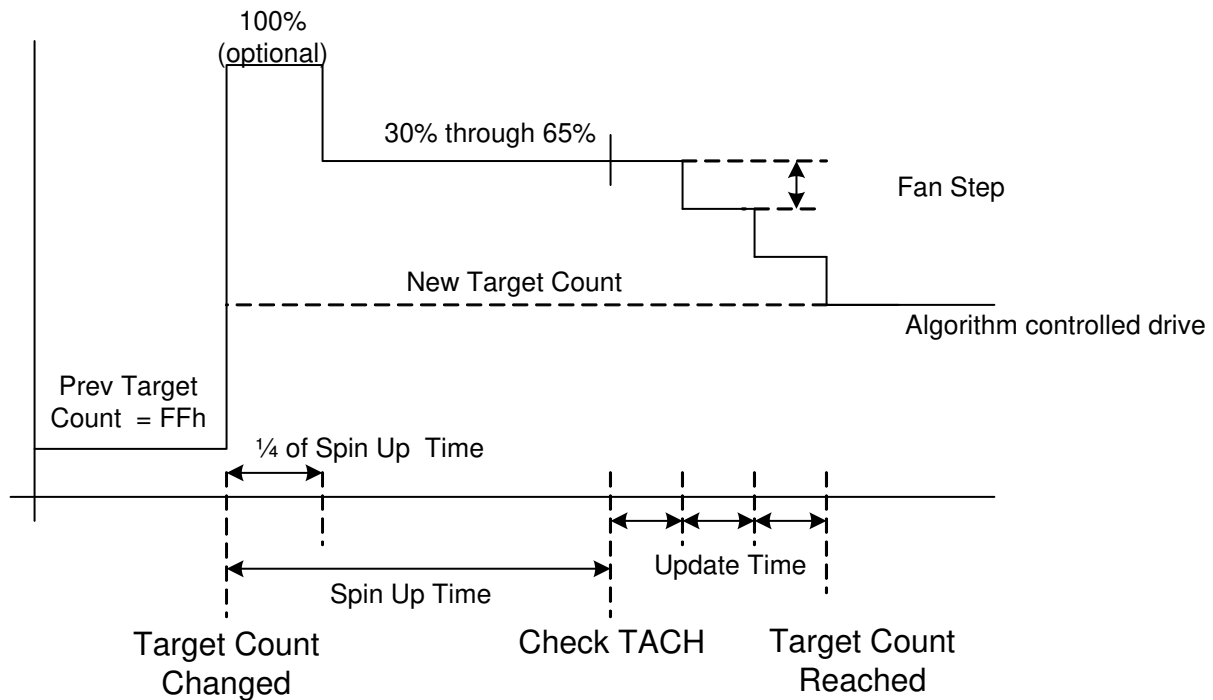 100%
(optional)
30% through 65%
Fan Step
New Target Count
Algorithm controlled drive
Prev Target
Count = FFh
¼ of Spin Up Time
Update Time
Spin Up Time
Target Count
Changed
Check TACH
Target Count
Reached